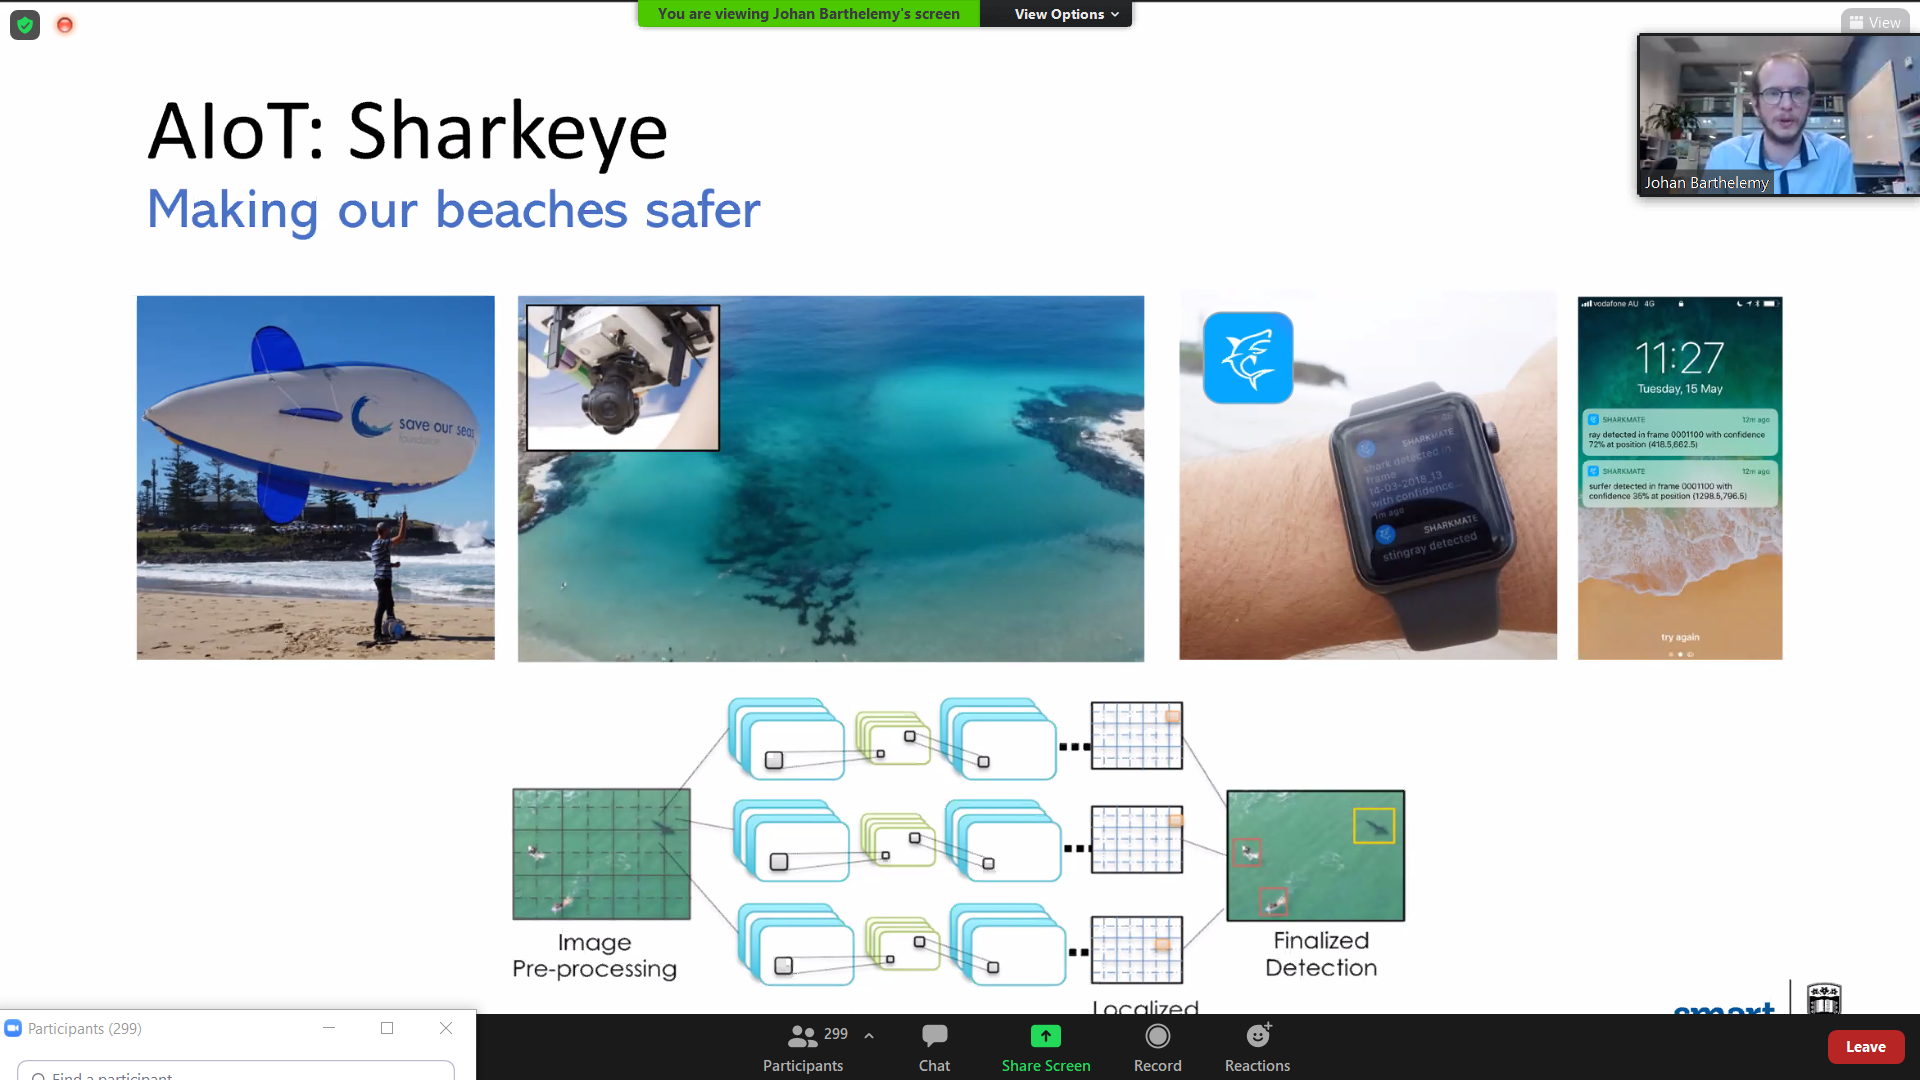 You are viewing Johan Barthelemy's screen
View Options
View
AIoT: Sharkeye
Making our beaches safer
Johan Barthelemy
save our seas
foundation
SHARKMATE
shark detected in
frame
14-03-2018_13
with confidence...
1m ago
SHARKMATE
stingray detected
vodafone AU 4G
11:27
Tuesday, 15 May
SHARKMATE 12m ago
ray detected in frame 0001100 with confidence
72% at position (418.5,662.5)
SHARKMATE 12m ago
surfer detected in frame 0001100 with
confidence 36% at position (1298.5,796.5)
try again
Image
Pre-processing
Localized
Finalized
Detection
smart
Participants (299)
Find a participant
299
Participants
Chat
Share Screen
Record
Reactions
Leave